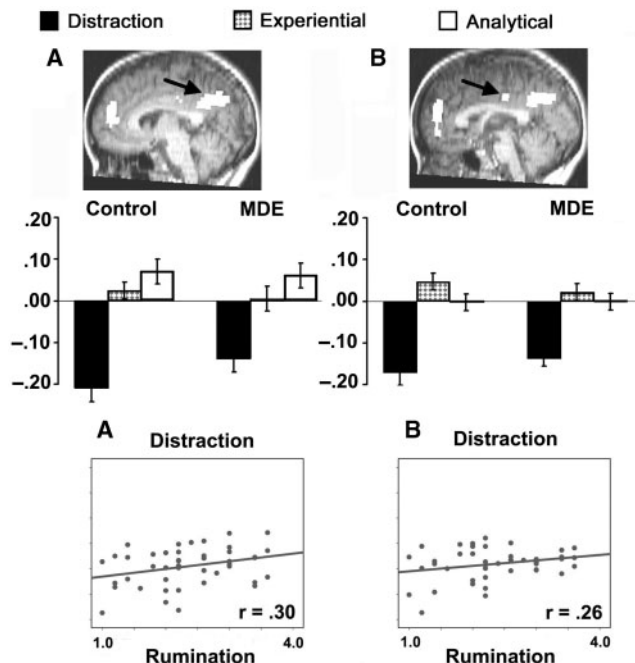 Distraction Experiential Analytical
A B
Control MDE Control MDE
.20 .20
.10 .10
.00 .00
–.10 –.10
–.20 –.20
A B
Distraction Distraction
r = .30 r = .26
1.0 4.0 1.0 4.0
Rumination Rumination